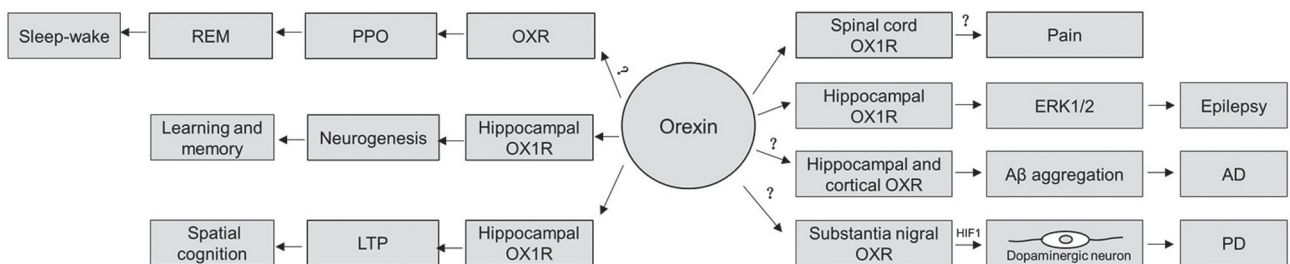 Sleep-wake
REM
PPO
OXR
?
Learning and
memory
Neurogenesis
Hippocampal
OX1R
Spatial
cognition
LTP
Hippocampal
OX1R
Orexin
Spinal cord
OX1R
?
Pain
Hippocampal
OX1R
ERK1/2
Epilepsy
?
Hippocampal and
cortical OXR
Aβ aggregation
AD
?
Substantia nigral
OXR
HIF1
Dopaminergic neuron
PD